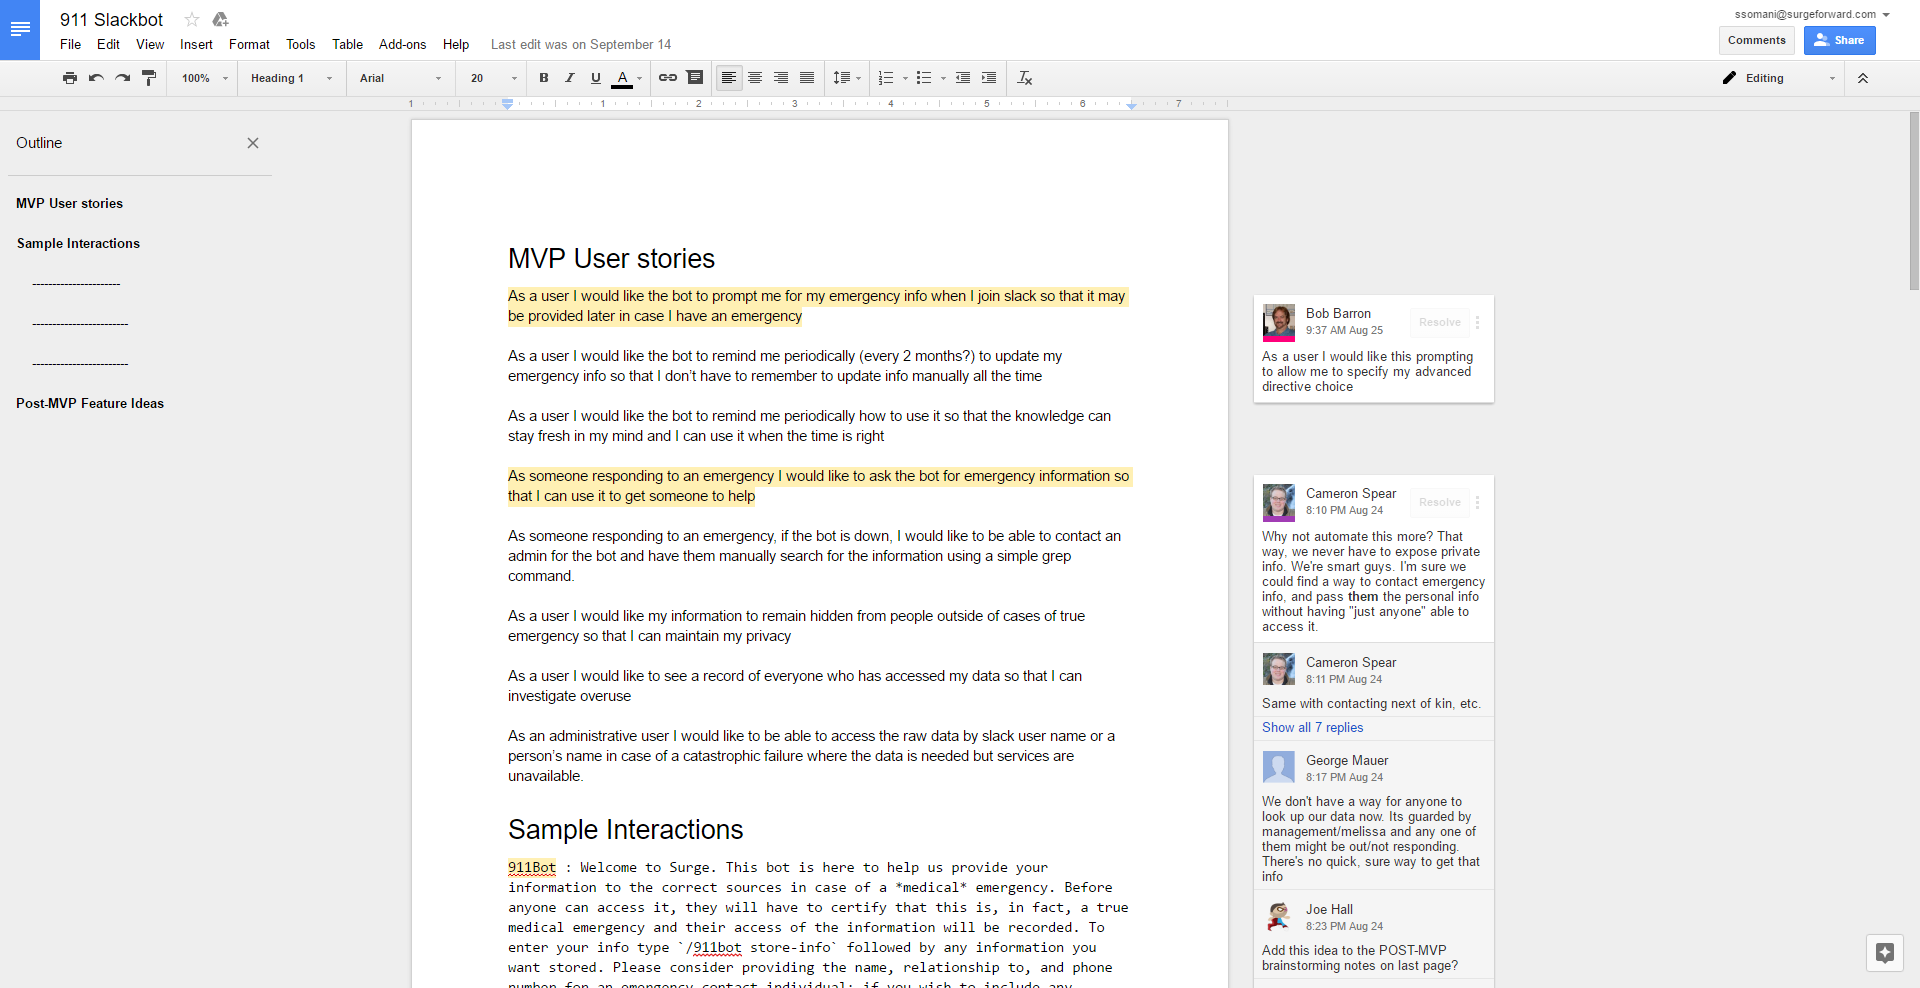 911 Slackbot
ssomani@surgeforward.com
File Edit View Insert Format Tools Table Add-ons Help Last edit was on September 14
Comments Share
100% Heading 1 Arial 20 B I U A Editing
1 1 2 3 4 5 6 7
Outline
MVP User stories
Sample Interactions
----------------------
------------------------
------------------------
Post-MVP Feature Ideas
MVP User stories
As a user I would like the bot to prompt me for my emergency info when I join slack so that it may
be provided later in case I have an emergency
As a user I would like the bot to remind me periodically (every 2 months?) to update my
emergency info so that I don't have to remember to update info manually all the time
As a user I would like the bot to remind me periodically how to use it so that the knowledge can
stay fresh in my mind and I can use it when the time is right
As someone responding to an emergency I would like to ask the bot for emergency information so
that I can use it to get someone to help
As someone responding to an emergency, if the bot is down, I would like to be able to contact an
admin for the bot and have them manually search for the information using a simple grep
command.
As a user I would like my information to remain hidden from people outside of cases of true
emergency so that I can maintain my privacy
As a user I would like to see a record of everyone who has accessed my data so that I can
investigate overuse
As an administrative user I would like to be able to access the raw data by slack user name or a
person's name in case of a catastrophic failure where the data is needed but services are
unavailable.
Sample Interactions
911Bot : Welcome to Surge. This bot is here to help us provide your
information to the correct sources in case of a *medical* emergency. Before
anyone can access it, they will have to certify that this is, in fact, a true
medical emergency and their access of the information will be recorded. To
enter your info type `/911bot store-info` followed by any information you
want stored. Please consider providing the name, relationship to, and phone
number for an emergency contact individual; if you wish to include any
Bob Barron
9:37 AM Aug 25
Resolve
As a user I would like this prompting
to allow me to specify my advanced
directive choice
Cameron Spear
8:10 PM Aug 24
Resolve
Why not automate this more? That
way, we never have to expose private
info. We're smart guys. I'm sure we
could find a way to contact emergency
info, and pass them the personal info
without having "just anyone" able to
access it.
Cameron Spear
8:11 PM Aug 24
Same with contacting next of kin, etc.
Show all 7 replies
George Mauer
8:17 PM Aug 24
We don't have a way for anyone to
look up our data now. Its guarded by
management/melissa and any one of
them might be out/not responding.
There's no quick, sure way to get that
info
Joe Hall
8:23 PM Aug 24
Add this idea to the POST-MVP
brainstorming notes on last page?